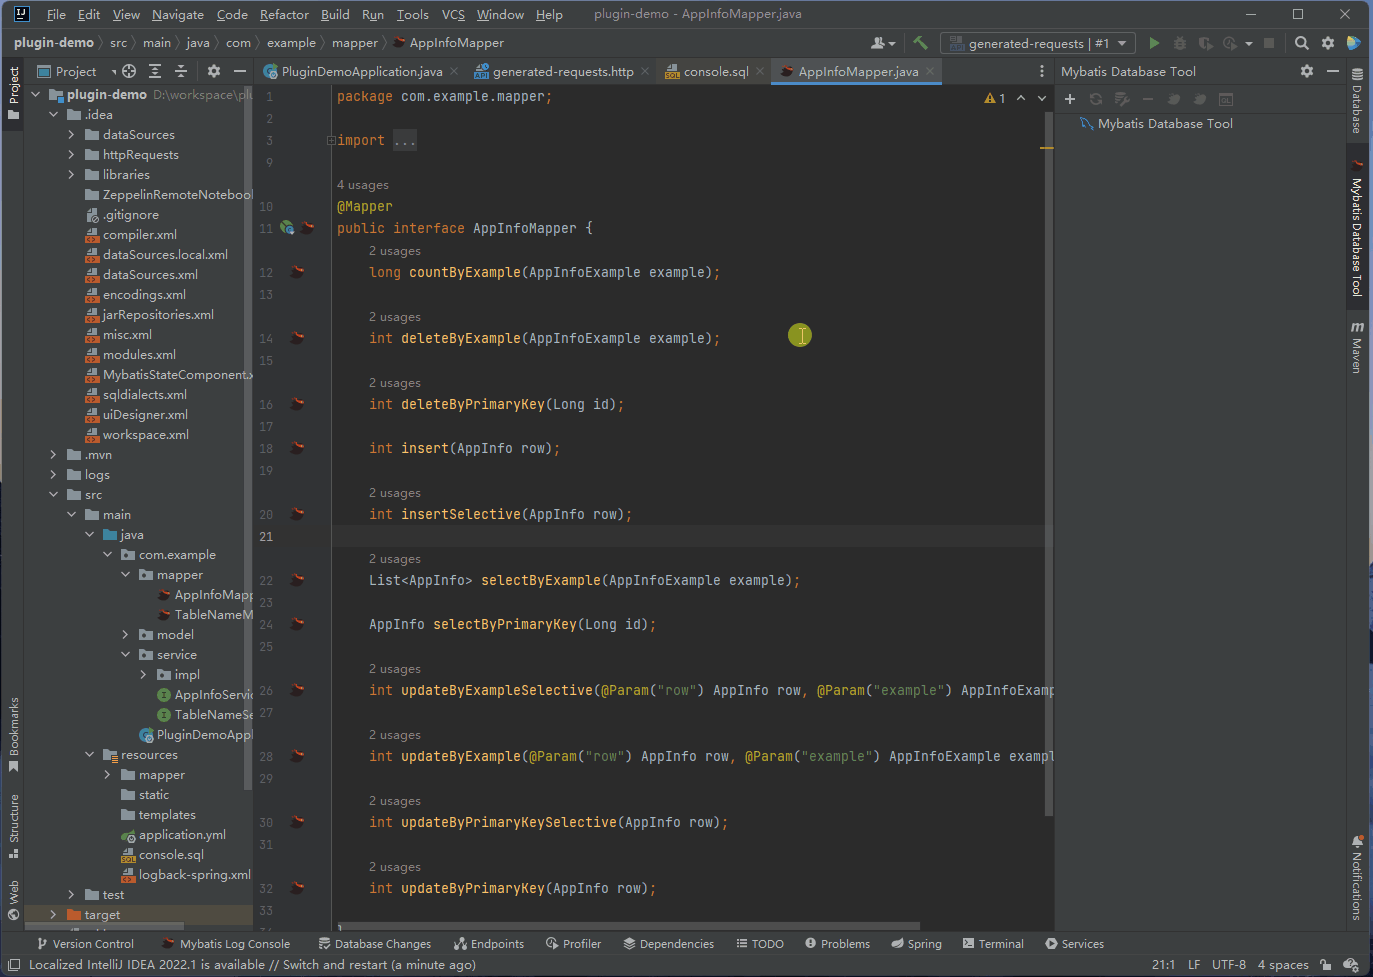 File Edit View Navigate Code Refactor Build Run Tools VCS Window Help plugin-demo - AppInfoMapper.java
plugin-demo src main java com example mapper AppInfoMapper generated-requests | #1
Project
PluginDemoApplication.java generated-requests.http console.sql AppInfoMapper.java
Mybatis Database Tool
Project
plugin-demo D:\workspace\plu
.idea
dataSources
httpRequests
libraries
ZeppelinRemoteNotebool
.gitignore
compiler.xml
dataSources.local.xml
dataSources.xml
encodings.xml
jarRepositories.xml
misc.xml
modules.xml
MybatisStateComponent.x
sqldialects.xml
uiDesigner.xml
workspace.xml
.mvn
logs
src
main
java
com.example
mapper
AppInfoMapp
TableNameM
model
service
impl
AppInfoServic
TableNameSe
PluginDemoAppl
resources
mapper
static
templates
application.yml
console.sql
logback-spring.xml
test
target
Bookmarks
Structure
Web
1 package com.example.mapper;
1
2
3 import ...
9
4 usages
10 @Mapper
11 public interface AppInfoMapper {
2 usages
12 long countByExample(AppInfoExample example);
13
2 usages
14 int deleteByExample(AppInfoExample example);
15
2 usages
16 int deleteByPrimaryKey(Long id);
17
18 int insert(AppInfo row);
19
2 usages
20 int insertSelective(AppInfo row);
21
2 usages
22 List<AppInfo> selectByExample(AppInfoExample example);
23
24 AppInfo selectByPrimaryKey(Long id);
25
2 usages
26 int updateByExampleSelective(@Param("row") AppInfo row, @Param("example") AppInfoExamp
27
2 usages
28 int updateByExample(@Param("row") AppInfo row, @Param("example") AppInfoExample exampl
29
2 usages
30 int updateByPrimaryKeySelective(AppInfo row);
31
2 usages
32 int updateByPrimaryKey(AppInfo row);
33
Mybatis Database Tool
Database
Mybatis Database Tool
Maven
Notifications
Version Control Mybatis Log Console Database Changes Endpoints Profiler Dependencies TODO Problems Spring Terminal Services
Localized IntelliJ IDEA 2022.1 is available // Switch and restart (a minute ago) 21:1 LF UTF-8 4 spaces